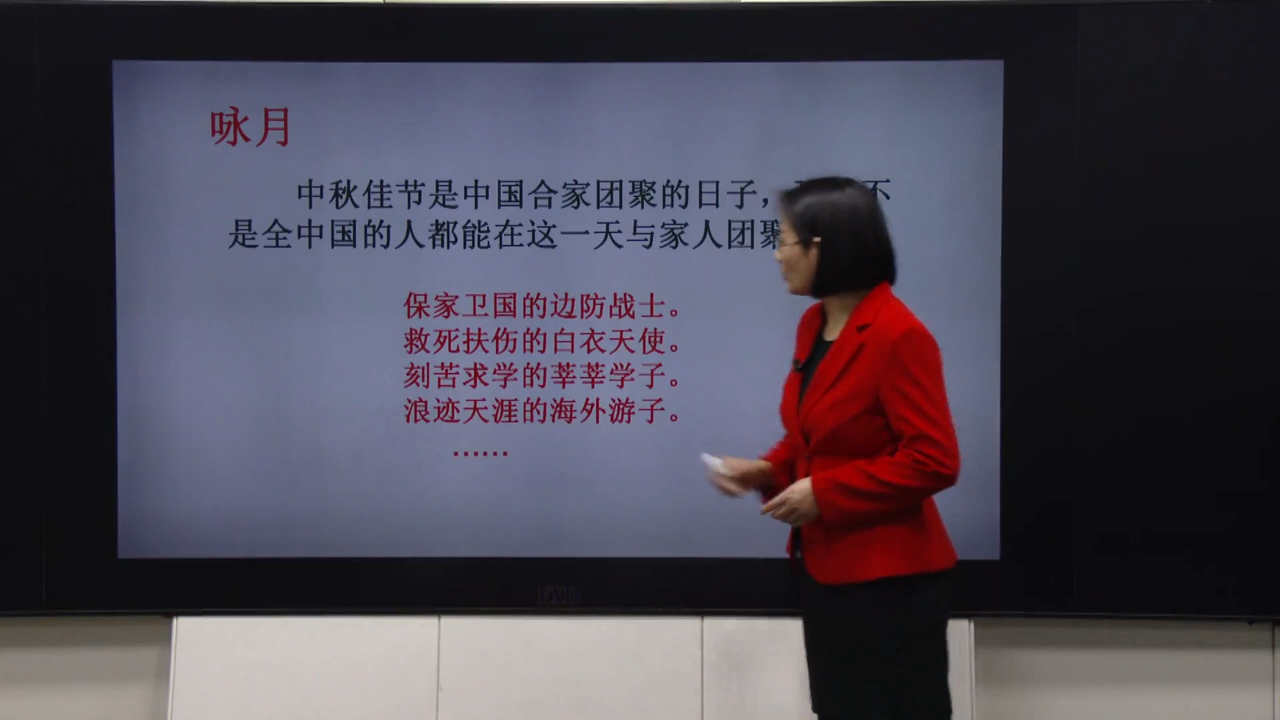 咏月
中秋佳节是中国合家团聚的日子，不
是全中国的人都能在这一天与家人团聚
保家卫国的边防战士。
救死扶伤的白衣天使。
刻苦求学的莘莘学子。
浪迹天涯的海外游子。
……